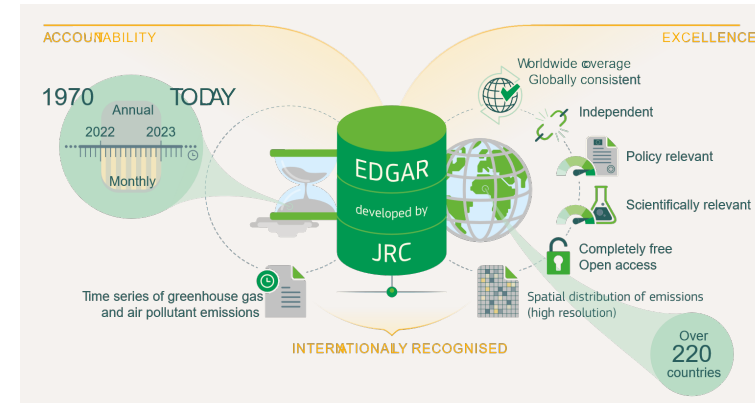 ACCOUNTABILITY
EXCELLENCE
1970
TODAY
Annual
2022
2023
Monthly
Worldwide coverage
Globally consistent
Independent
Policy relevant
Scientifically relevant
Completely free
Open access
EDGAR
developed by
JRC
Time series of greenhouse gas
and air pollutant emissions
Spatial distribution of emissions
(high resolution)
INTERNATIONALLY RECOGNISED
Over
220
countries